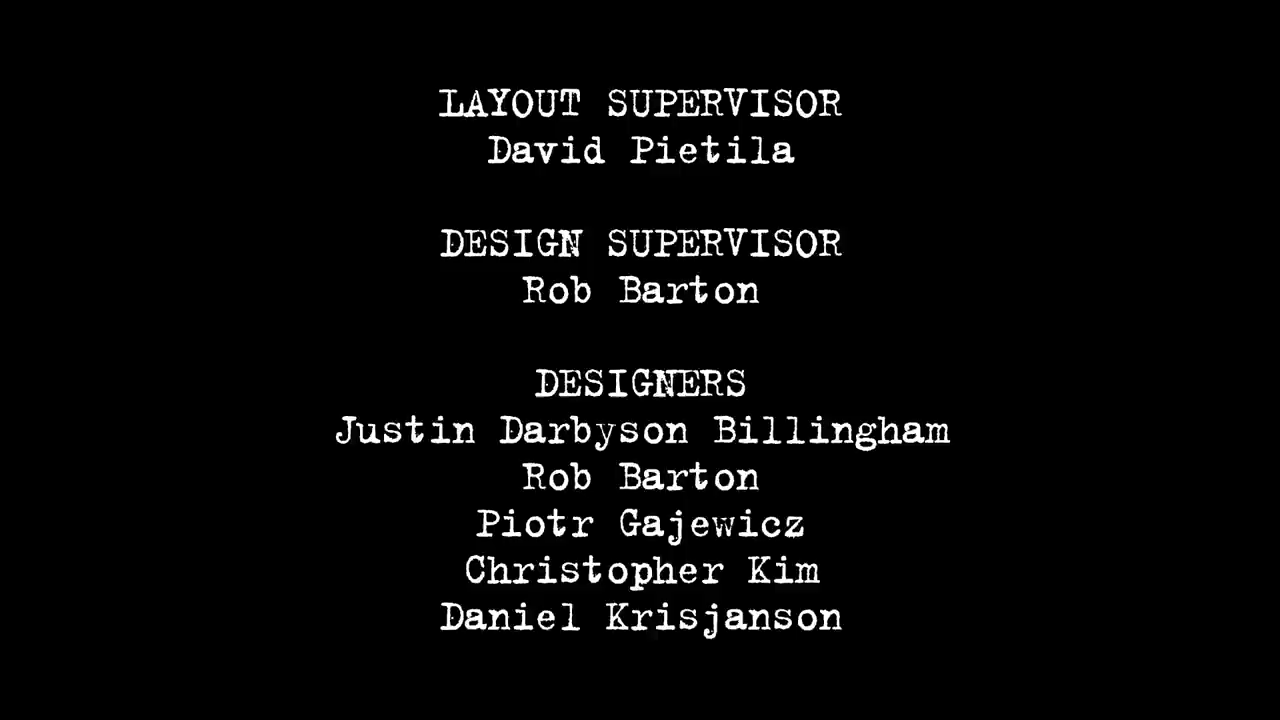 LAYOUT SUPERVISOR
David Pietila
DESIGN SUPERVISOR
Rob Barton
DESIGNERS
Justin Darbyson Billingham
Rob Barton
Piotr Gajewicz
Christopher Kim
Daniel Krisjanson